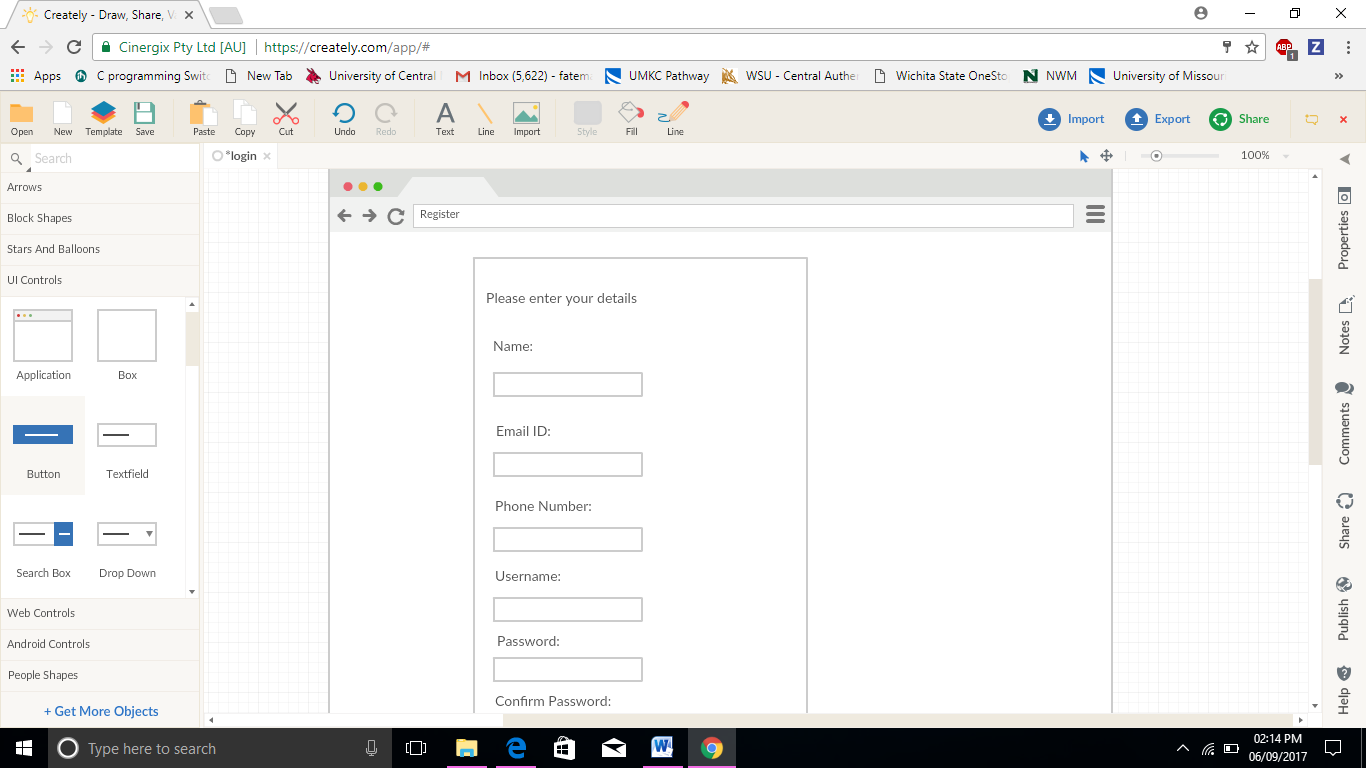 Creately - Draw, Share, V
Cinergix Pty Ltd [AU] https://creately.com/app/#
ABP 1 Z
Apps C programming Swit New Tab University of Central Inbox (5,622) - fatem UMKC Pathway WSU - Central Authe Wichita State OneSto N NWM University of Missour »
Open New Template Save Paste Copy Cut Undo Redo Text Line Import Style Fill Line Import Export Share
Search *login 100%
Arrows
Block Shapes
Stars And Balloons
UI Controls
Application Box
Button Textfield
Search Box Drop Down
Web Controls
Android Controls
People Shapes
+ Get More Objects
Register
Please enter your details
Name:
Email ID:
Phone Number:
Username:
Password:
Confirm Password:
Properties
Notes
Comments
Share
Publish
Help
Type here to search
02:14 PM
06/09/2017